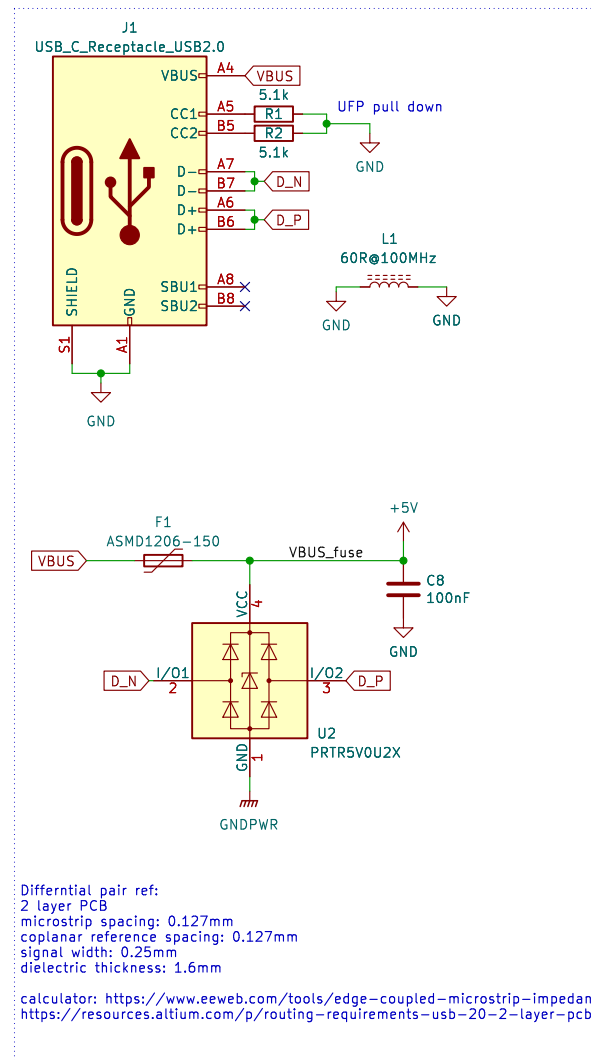 J1
USB_C_Receptacle_USB2.0
VBUS A4 VBUS
5.1k
CC1 A5 R1 UFP pull down
CC2 B5 R2
5.1k
GND
D- A7
D- B7 D_N
D+ A6
D+ B6 D_P
L1
60R@100MHz
SBU1 A8
SBU2 B8
GND
GND
SHIELD
GND
S1
A1
GND
+5V
F1
ASMD1206-150
VBUS
VBUS_fuse
C8
100nF
GND
VCC
4
D_N I/O1 2
I/O2 3 D_P
U2
PRTR5V0U2X
GND
1
GNDPWR
Differntial pair ref:
2 layer PCB
microstrip spacing: 0.127mm
coplanar reference spacing: 0.127mm
signal width: 0.25mm
dielectric thickness: 1.6mm
calculator: https://www.eeweb.com/tools/edge-coupled-microstrip-impedan
https://resources.altium.com/p/routing-requirements-usb-20-2-layer-pcb